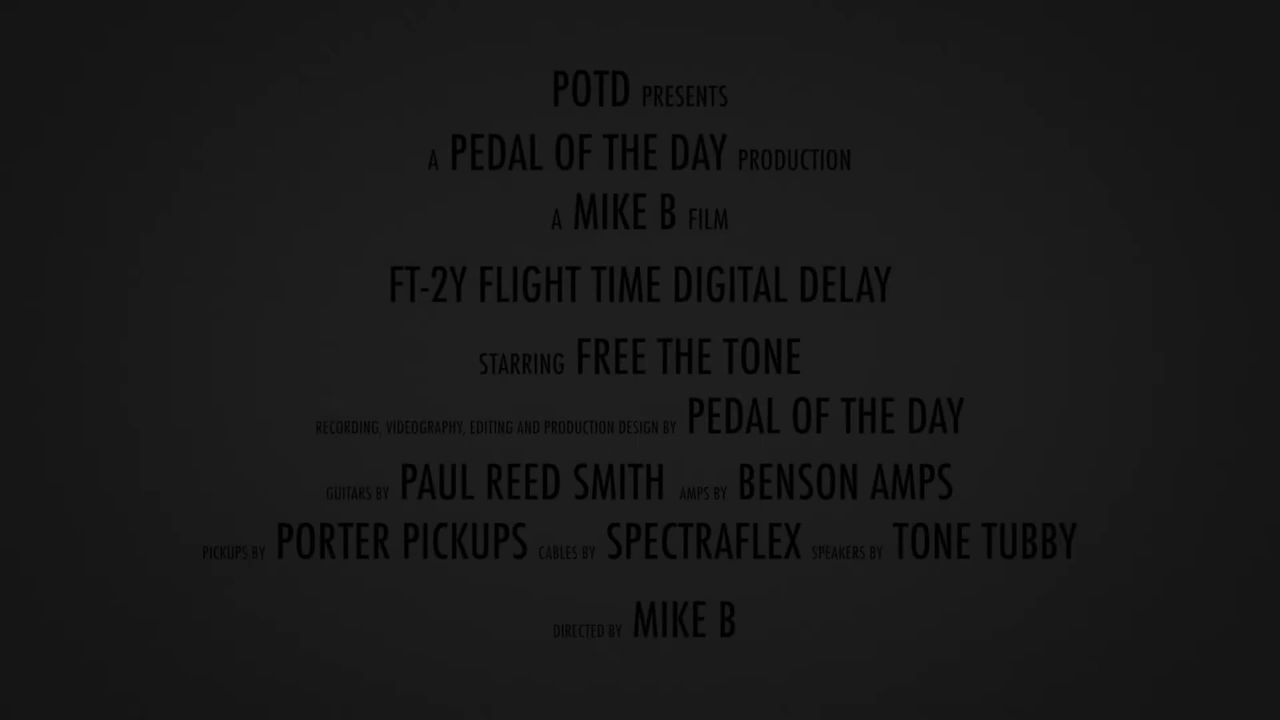 POTD PRESENTS
A PEDAL OF THE DAY PRODUCTION
A MIKE B FILM
FT-2Y FLIGHT TIME DIGITAL DELAY
STARRING FREE THE TONE
RECORDING, VIDEOGRAPHY, EDITING AND PRODUCTION DESIGN BY PEDAL OF THE DAY
GUITARS BY PAUL REED SMITH AMPS BY BENSON AMPS
PICKUPS BY PORTER PICKUPS CABLES BY SPECTRAFLEX SPEAKERS BY TONE TUBBY
DIRECTED BY MIKE B